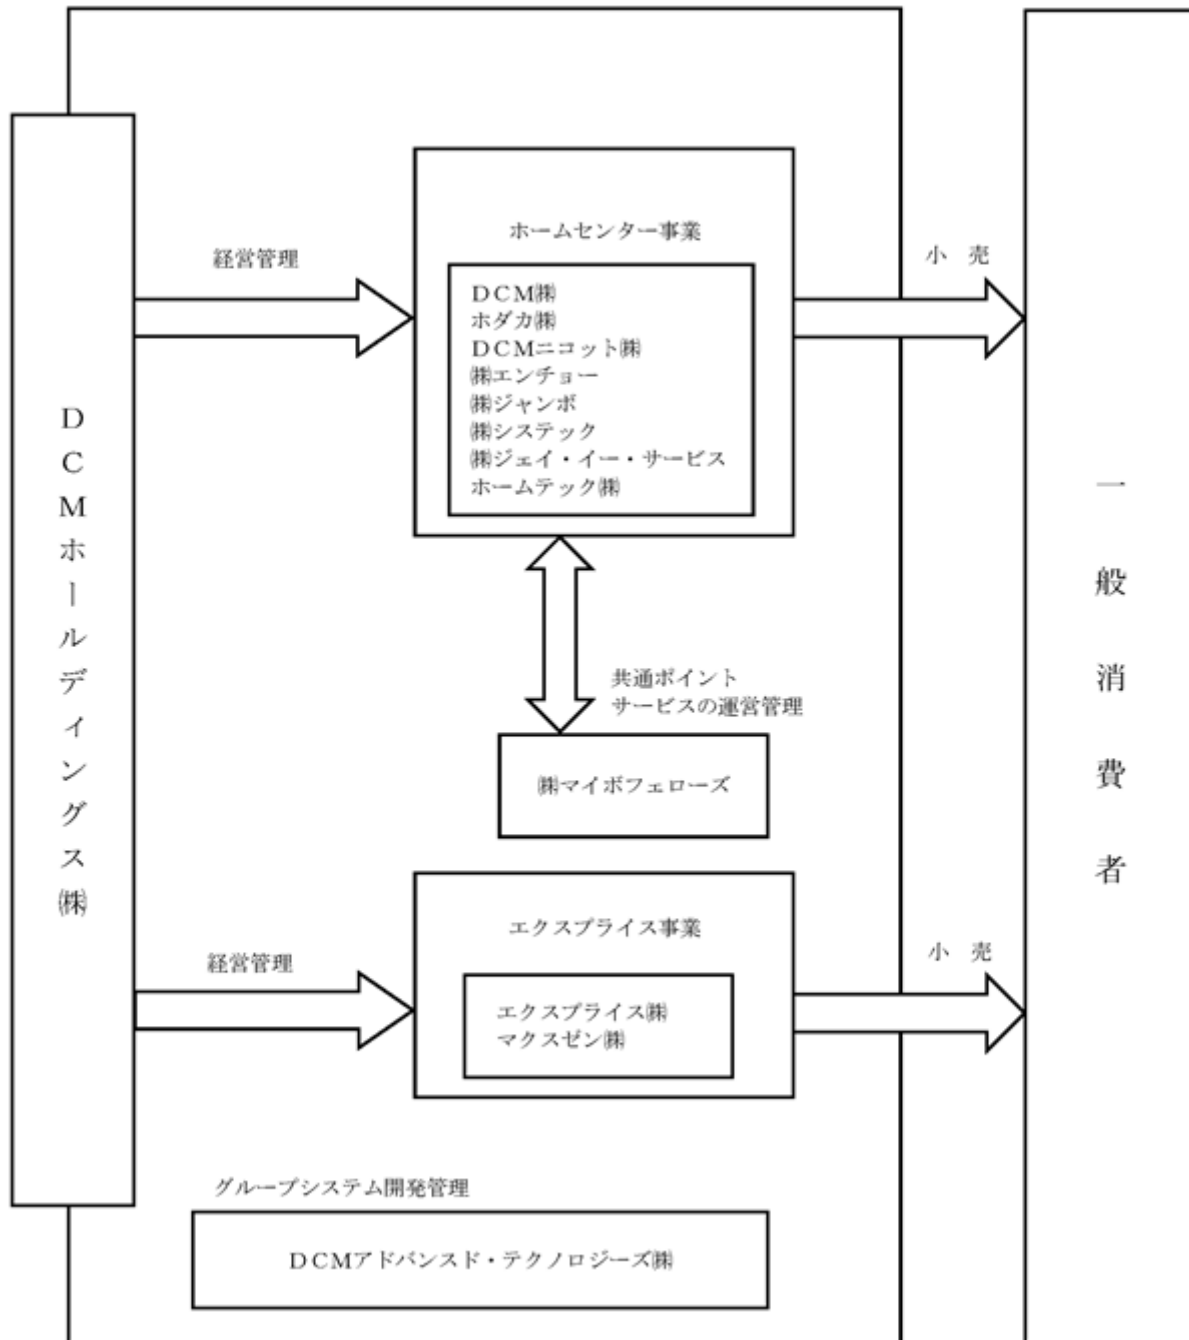 DCMホールディングス㈱
経営管理
ホームセンター事業
DCM㈱
ホダカ㈱
DCMニコット㈱
㈱エンチョー
㈱ジャンボ
㈱システック
㈱ジェイ・イー・サービス
ホームテック㈱
小　売
共通ポイント
サービスの運営管理
㈱マイボフェローズ
経営管理
エクスプライス事業
エクスプライス㈱
マクスゼン㈱
小　売
グループシステム開発管理
DCMアドバンスド・テクノロジーズ㈱
一般消費者